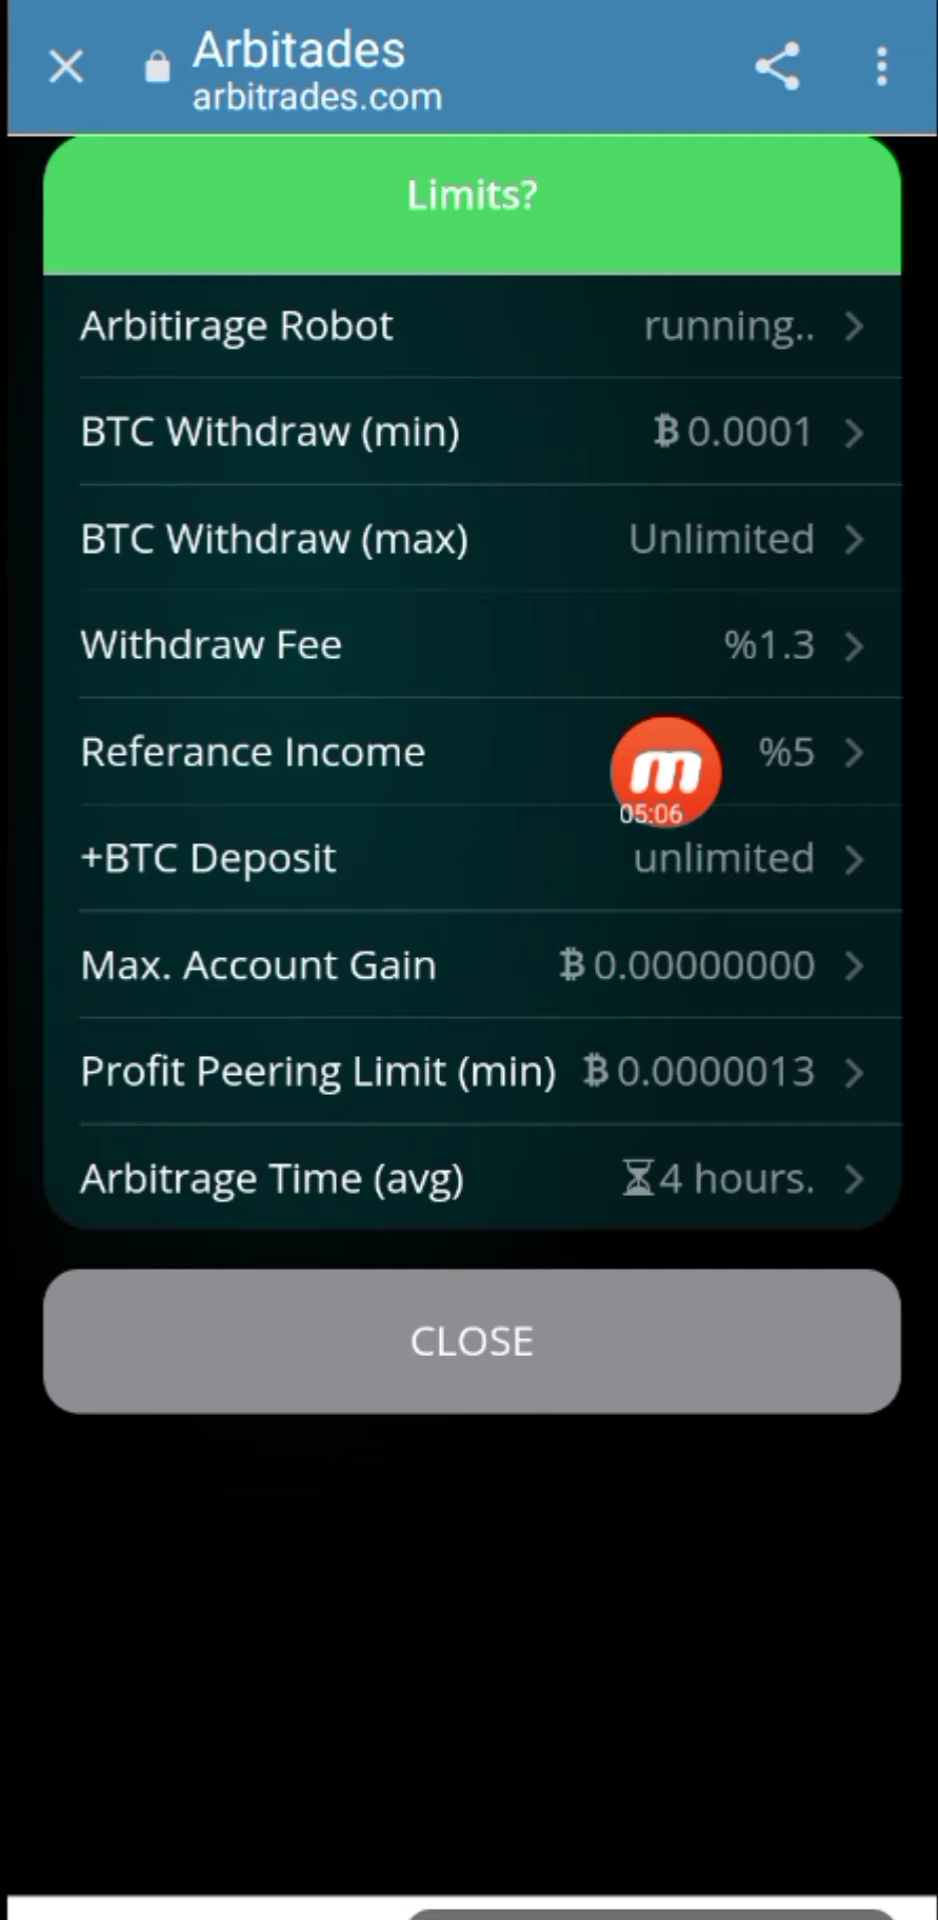 Arbitades
arbitrades.com
Limits?
Arbitirage Robot running..
BTC Withdraw (min) ₿ 0.0001
BTC Withdraw (max) Unlimited
Withdraw Fee %1.3
Referance Income %5
m
05:06
+BTC Deposit unlimited
Max. Account Gain ₿ 0.00000000
Profit Peering Limit (min) ₿ 0.0000013
Arbitrage Time (avg) ⌛4 hours.
CLOSE